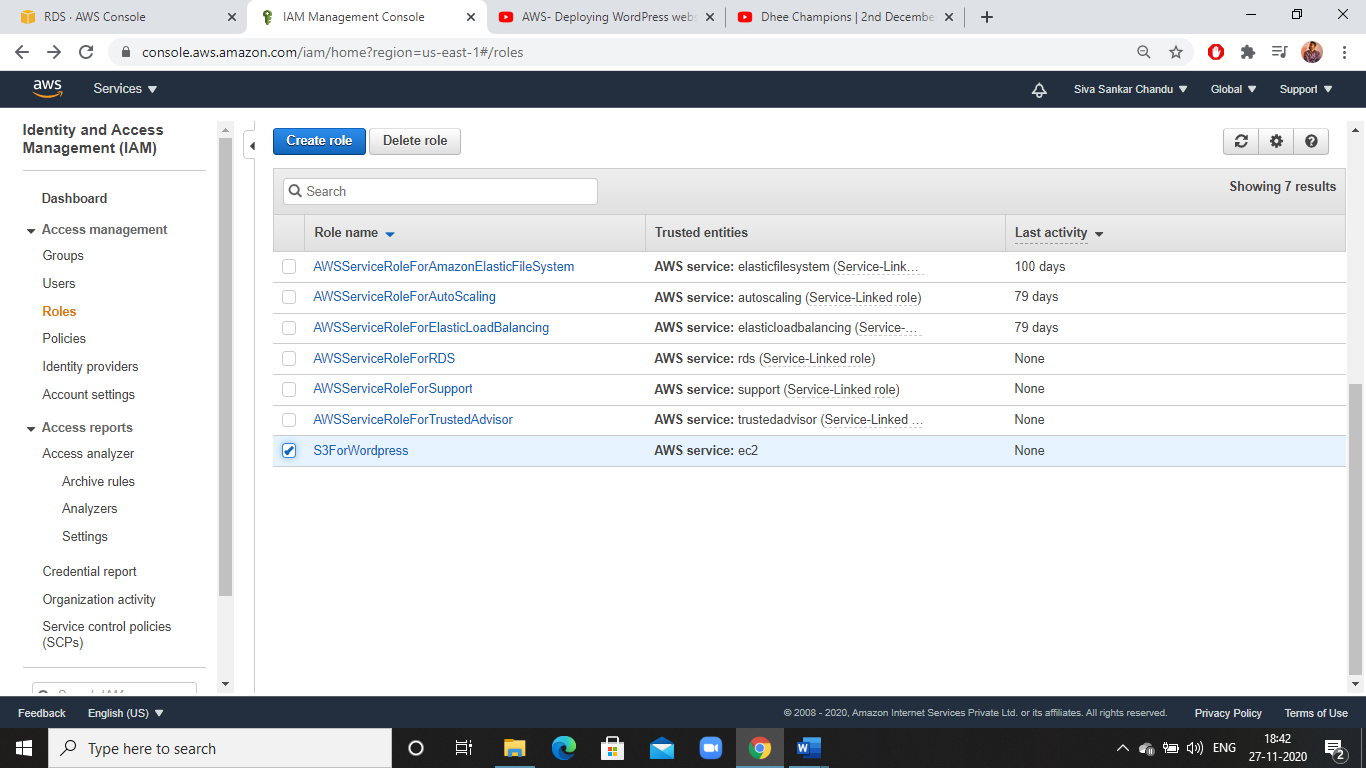 RDS · AWS Console
IAM Management Console
AWS- Deploying WordPress web
Dhee Champions | 2nd Decembe
console.aws.amazon.com/iam/home?region=us-east-1#/roles
aws
Services
Siva Sankar Chandu
Global
Support
Identity and Access
Management (IAM)
Dashboard
Access management
Groups
Users
Roles
Policies
Identity providers
Account settings
Access reports
Access analyzer
Archive rules
Analyzers
Settings
Credential report
Organization activity
Service control policies
(SCPs)
Create role
Delete role
Search
Showing 7 results
Role name
Trusted entities
Last activity
AWSServiceRoleForAmazonElasticFileSystem AWS service: elasticfilesystem (Service-Link… 100 days
AWSServiceRoleForAutoScaling AWS service: autoscaling (Service-Linked role) 79 days
AWSServiceRoleForElasticLoadBalancing AWS service: elasticloadbalancing (Service-… 79 days
AWSServiceRoleForRDS AWS service: rds (Service-Linked role) None
AWSServiceRoleForSupport AWS service: support (Service-Linked role) None
AWSServiceRoleForTrustedAdvisor AWS service: trustedadvisor (Service-Linked … None
S3ForWordpress AWS service: ec2 None
Feedback
English (US)
© 2008 - 2020, Amazon Internet Services Private Ltd. or its affiliates. All rights reserved.
Privacy Policy
Terms of Use
Type here to search
ENG
18:42
27-11-2020
2